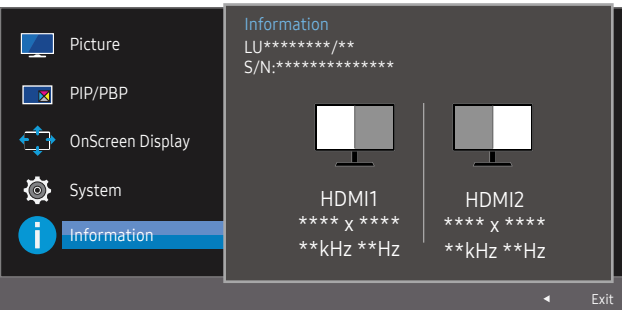 Picture
PIP/PBP
OnScreen Display
System
Information
Information
LU********/**
S/N:**************
HDMI1
**** x ****
**kHz **Hz
HDMI2
**** x ****
**kHz **Hz
Exit